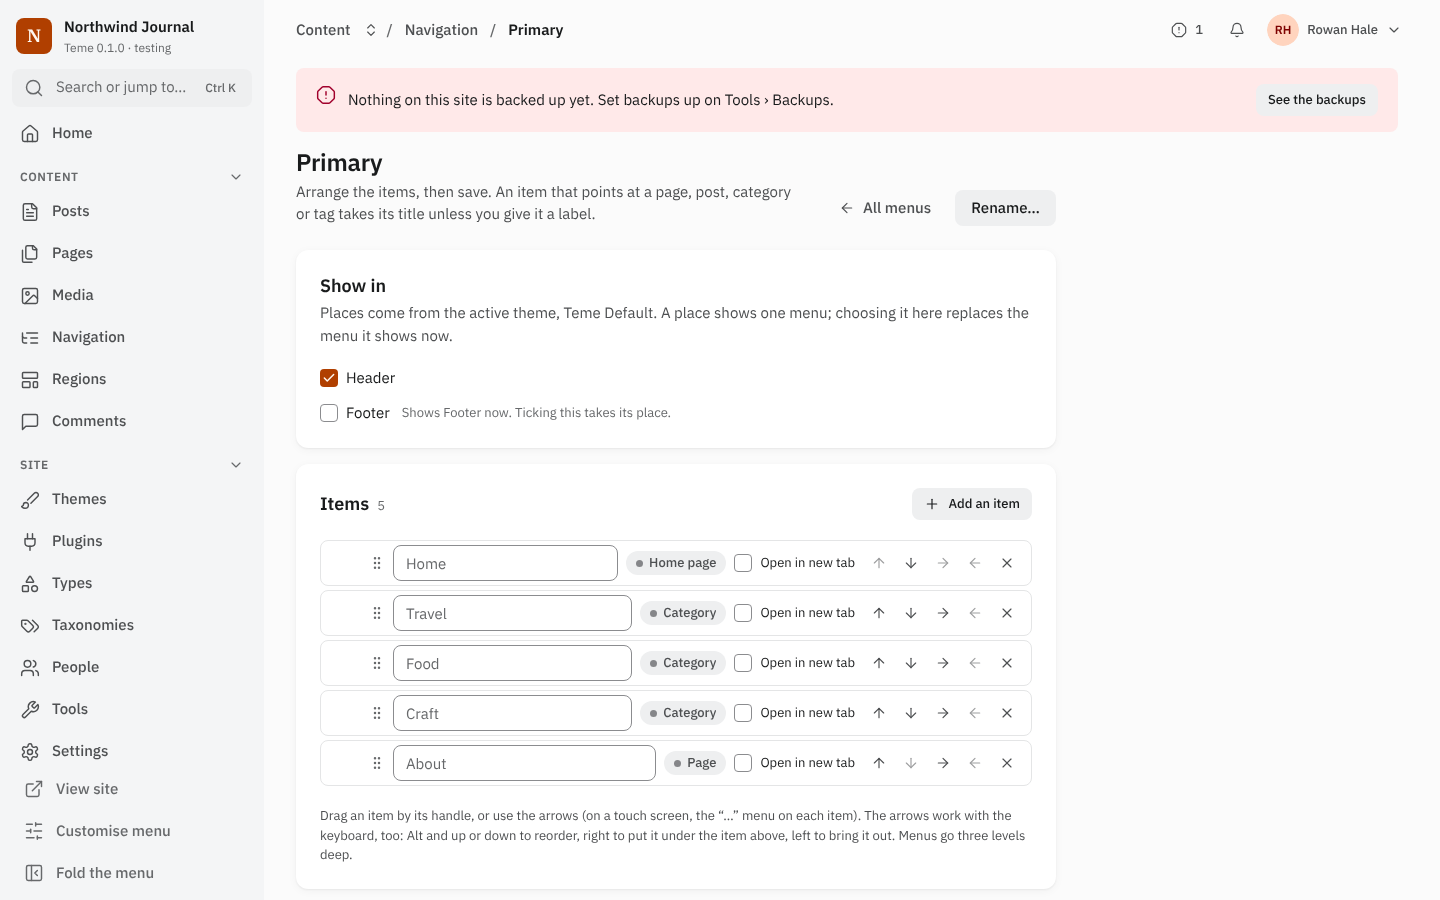 N
Northwind Journal
Teme 0.1.0 · testing
Search or jump to...
Ctrl K
Home
CONTENT
Posts
Pages
Media
Navigation
Regions
Comments
SITE
Themes
Plugins
Types
Taxonomies
People
Tools
Settings
View site
Customise menu
Fold the menu
Content / Navigation / Primary
1
RH Rowan Hale
Nothing on this site is backed up yet. Set backups up on Tools › Backups.
See the backups
Primary
Arrange the items, then save. An item that points at a page, post, category
or tag takes its title unless you give it a label.
All menus
Rename...
Show in
Places come from the active theme, Teme Default. A place shows one menu; choosing it here replaces the
menu it shows now.
Header
Footer Shows Footer now. Ticking this takes its place.
Items 5
Add an item
Home Home page Open in new tab
Travel Category Open in new tab
Food Category Open in new tab
Craft Category Open in new tab
About Page Open in new tab
Drag an item by its handle, or use the arrows (on a touch screen, the “...” menu on each item). The arrows work with the
keyboard, too: Alt and up or down to reorder, right to put it under the item above, left to bring it out. Menus go three levels
deep.